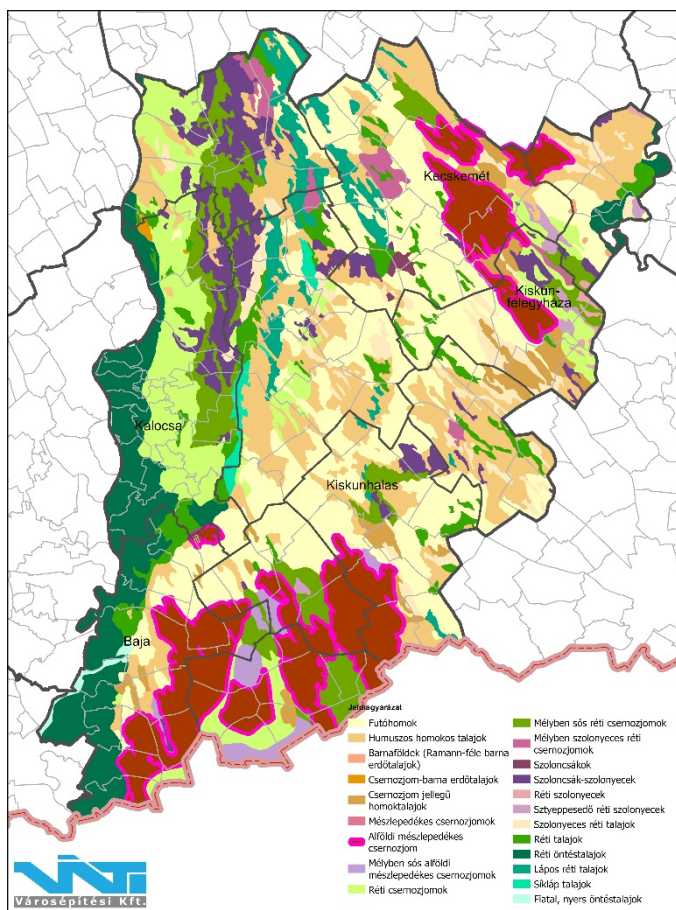 Kecskemét
Kiskun-
felegyháza
Kalocsa
Kiskunhalas
Baja
Jelmagyarázat
Futóhomok
Humuszos homokos talajok
Barnaföldek (Ramann-féle barna
erdőtalajok)
Csernozjom-barna erdőtalajok
Csernozjom jellegű
homoktalajok
Mészlepedékes csernozjomok
Alföldi mészlepedékes
csernozjom
Mélyben sós alföldi
mészlepedékes csernozjomok
Réti csernozjomok
Mélyben sós réti csernozjomok
Mélyben szolonyeces réti
csernozjomok
Szoloncsákok
Szoloncsák-szolonyecek
Réti szolonyecek
Sztyeppesedő réti szolonyecek
Szolonyeces réti talajok
Réti talajok
Réti öntéstalajok
Lápos réti talajok
Síkláp talajok
Fiatal, nyers öntéstalajok
VÁTI
Városépítési Kft.